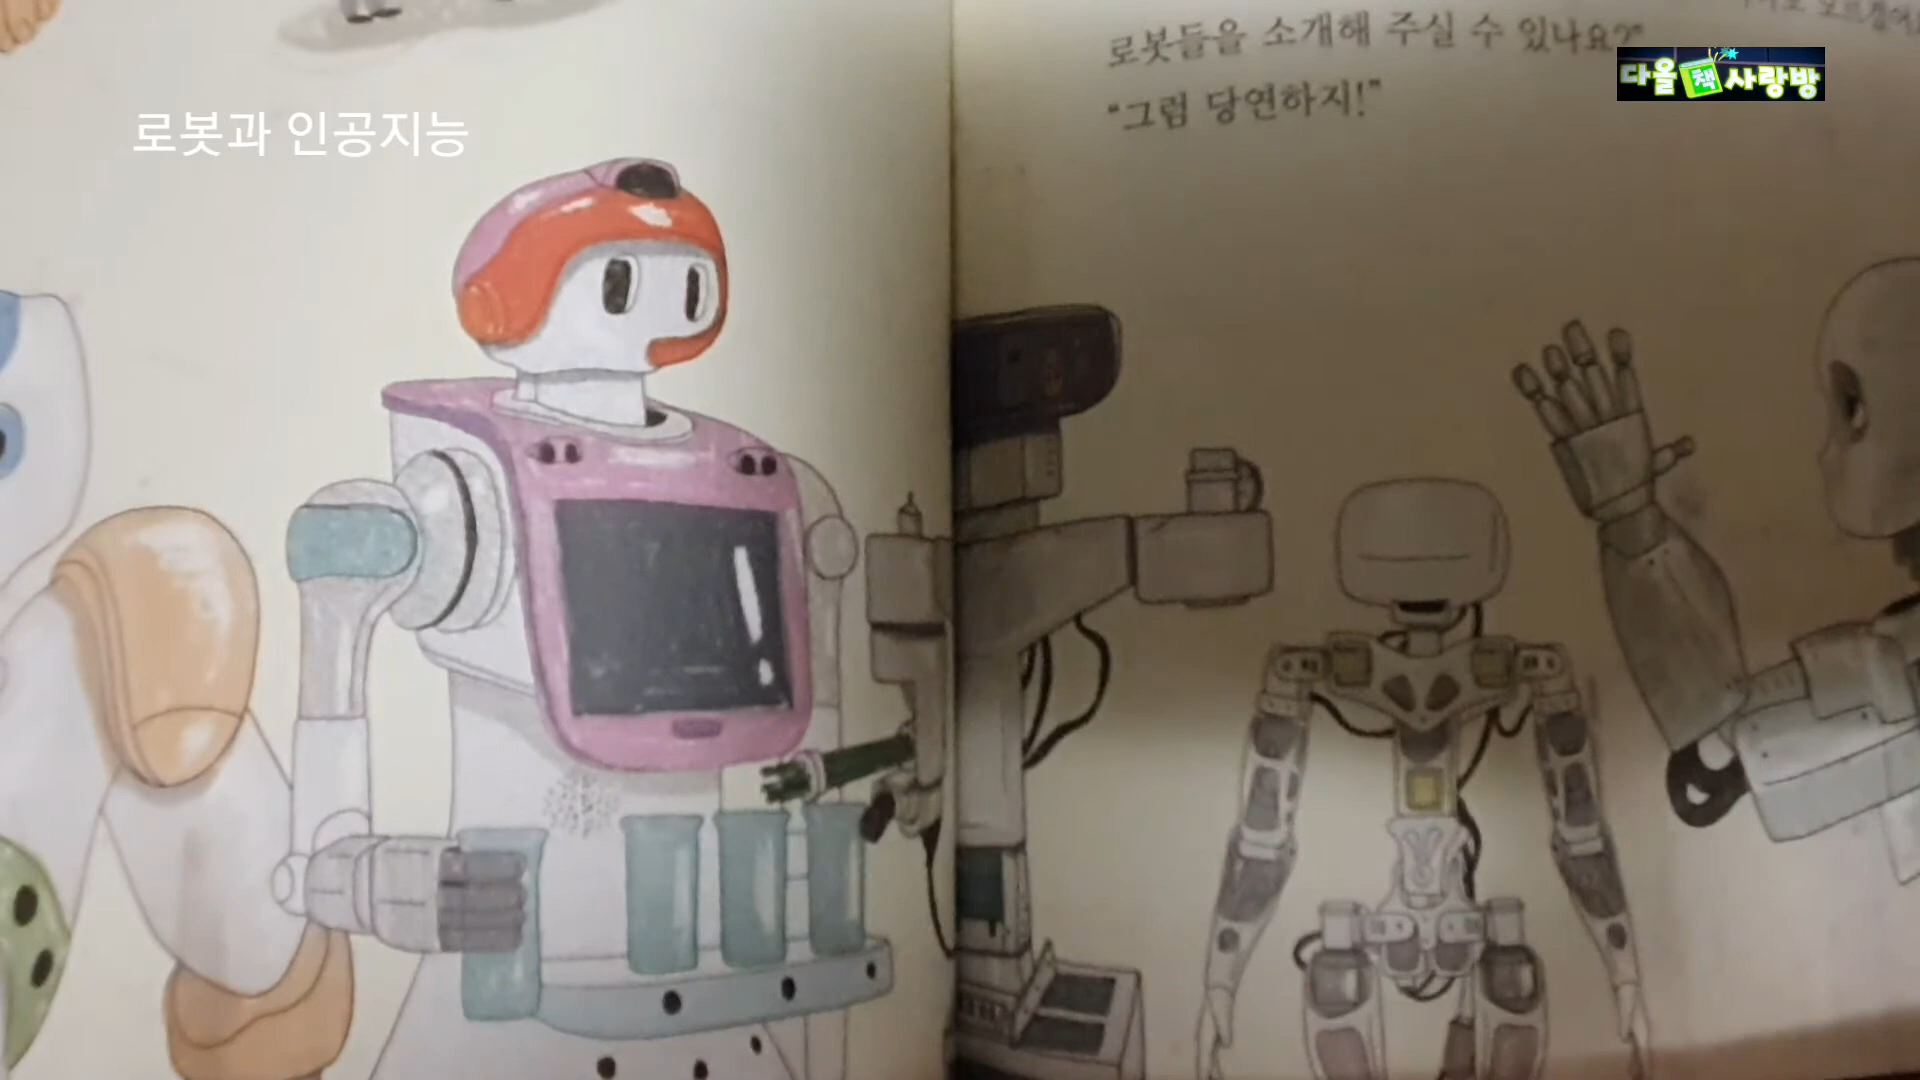 로봇들을 소개해 주실 수 있나요?"
"그럼 당연하지!"
로봇과 인공지능
다올 책 사랑방